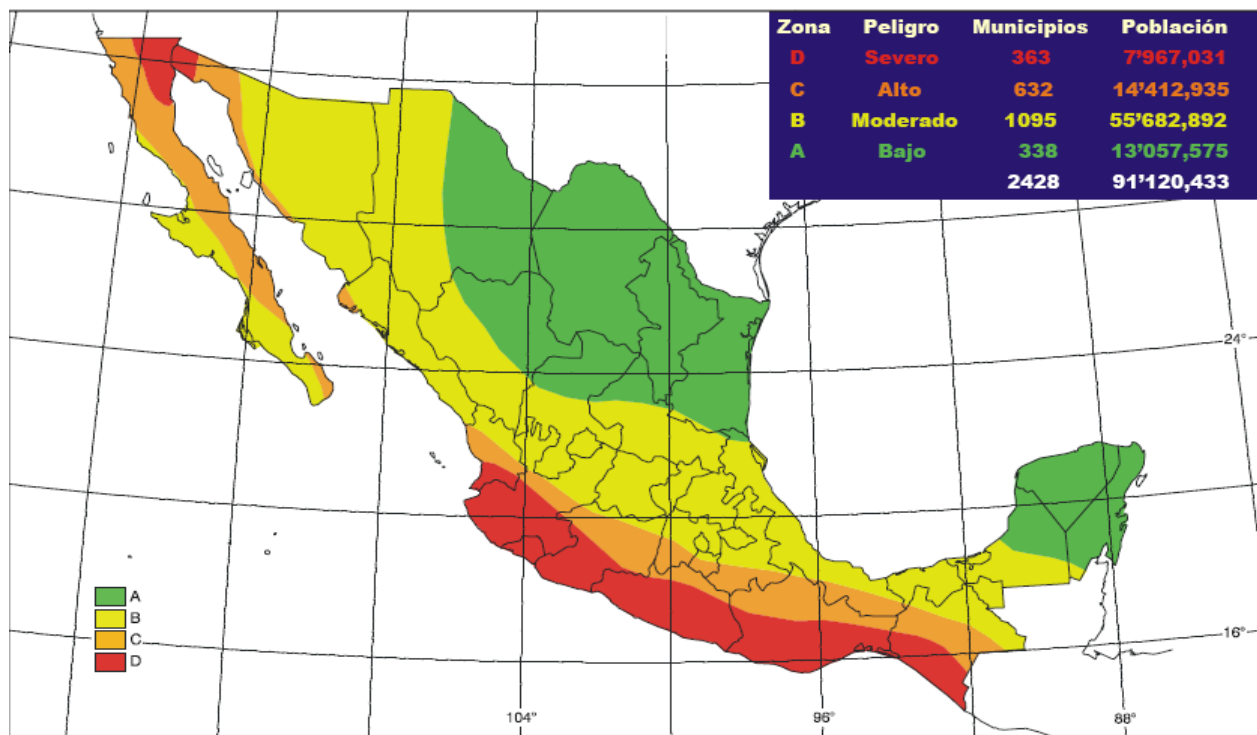 Zona Peligro Municipios Población
D Severo 363 7'967,031
C Alto 632 14'412,935
B Moderado 1095 55'682,892
A Bajo 338 13'057,575
2428 91'120,433
24°
16°
A
B
C
D
104°
96°
88°